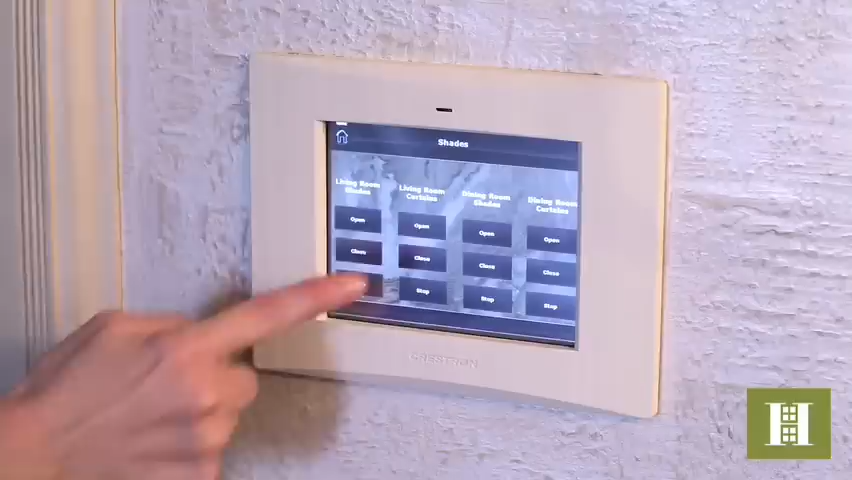 Shades
Living Room
Shades
Living Room
Curtains
Dining Room
Shades
Dining Room
Curtains
Open
Open
Open
Open
Close
Close
Close
Close
Stop
Stop
Stop
CRESTRON
H